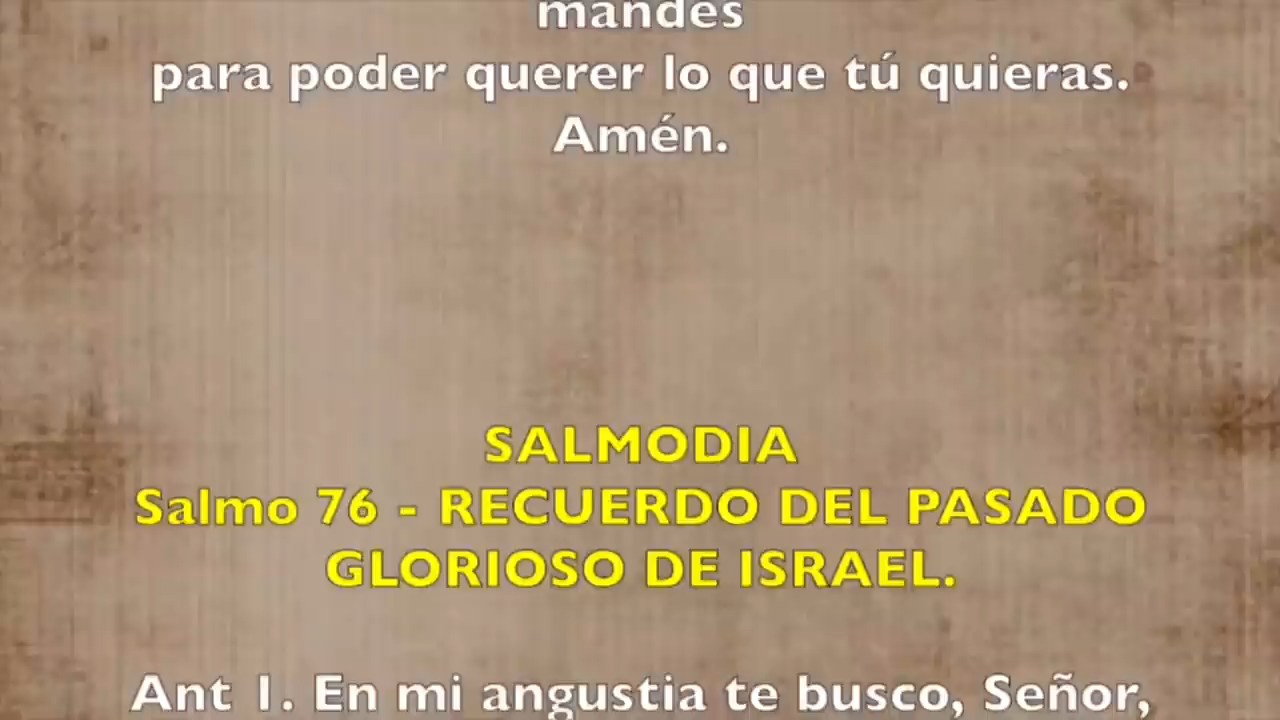 mandes
para poder querer lo que tú quieras.
Amén.
SALMODIA
Salmo 76 - RECUERDO DEL PASADO
GLORIOSO DE ISRAEL.
Ant 1. En mi angustia te busco, Señor,